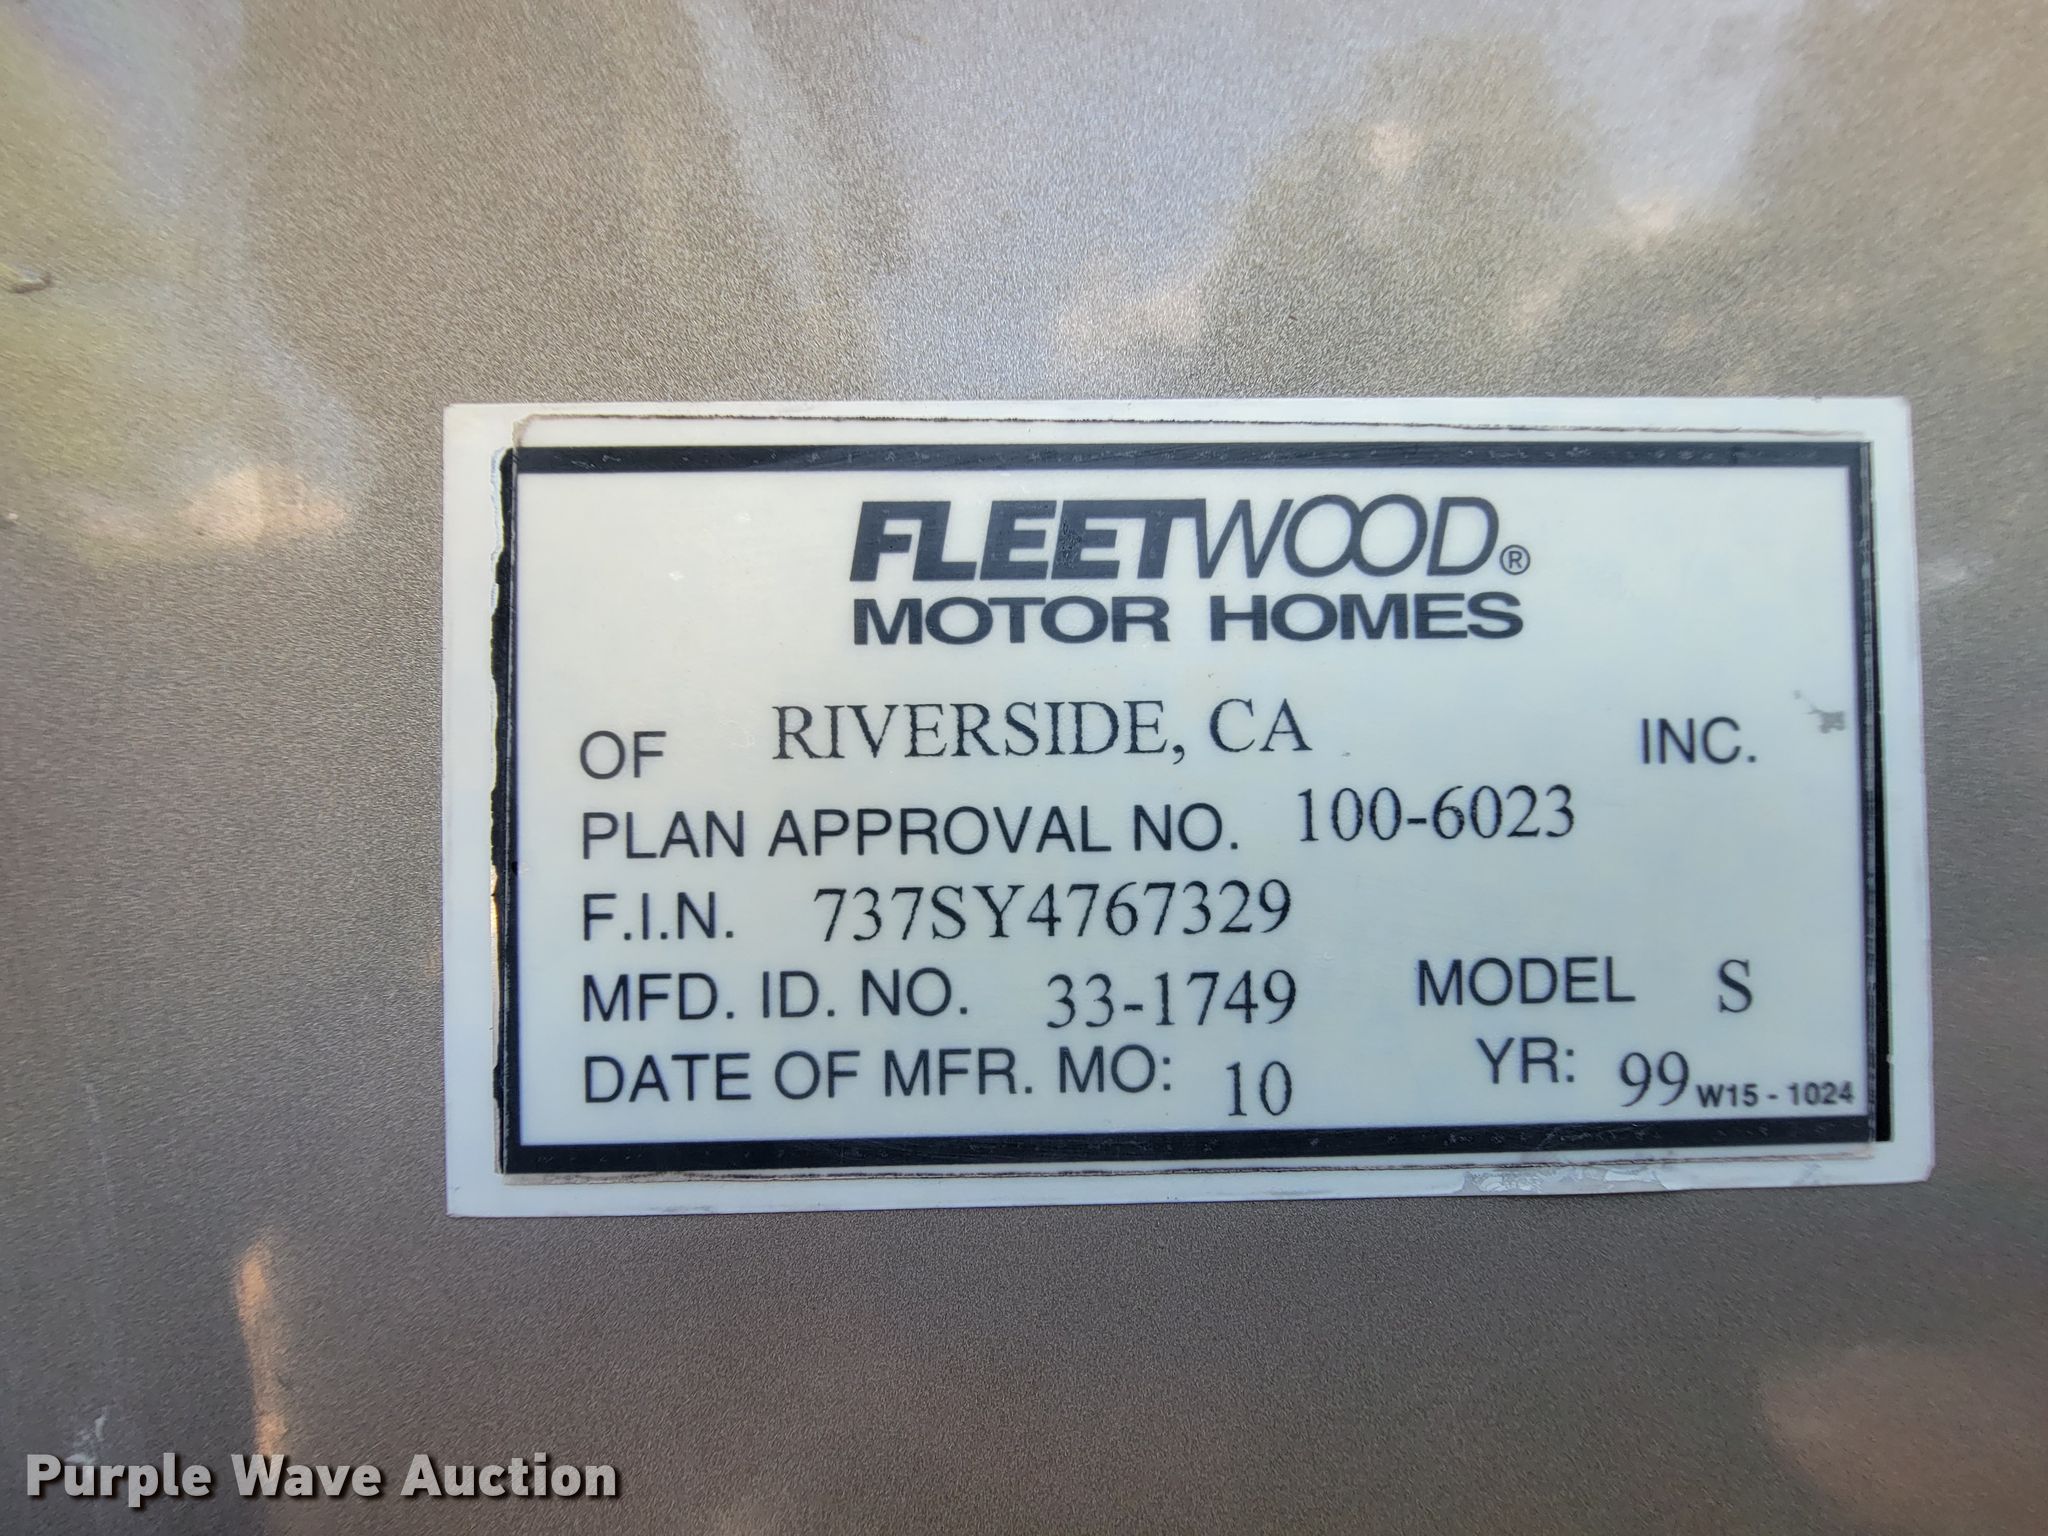 FLEETWOOD®
MOTOR HOMES
OF RIVERSIDE, CA INC.
PLAN APPROVAL NO. 100-6023
F.I.N. 737SY4767329
MFD. ID. NO. 33-1749 MODEL S
DATE OF MFR. MO: 10 YR: 99 W15 - 1024
Purple Wave Auction